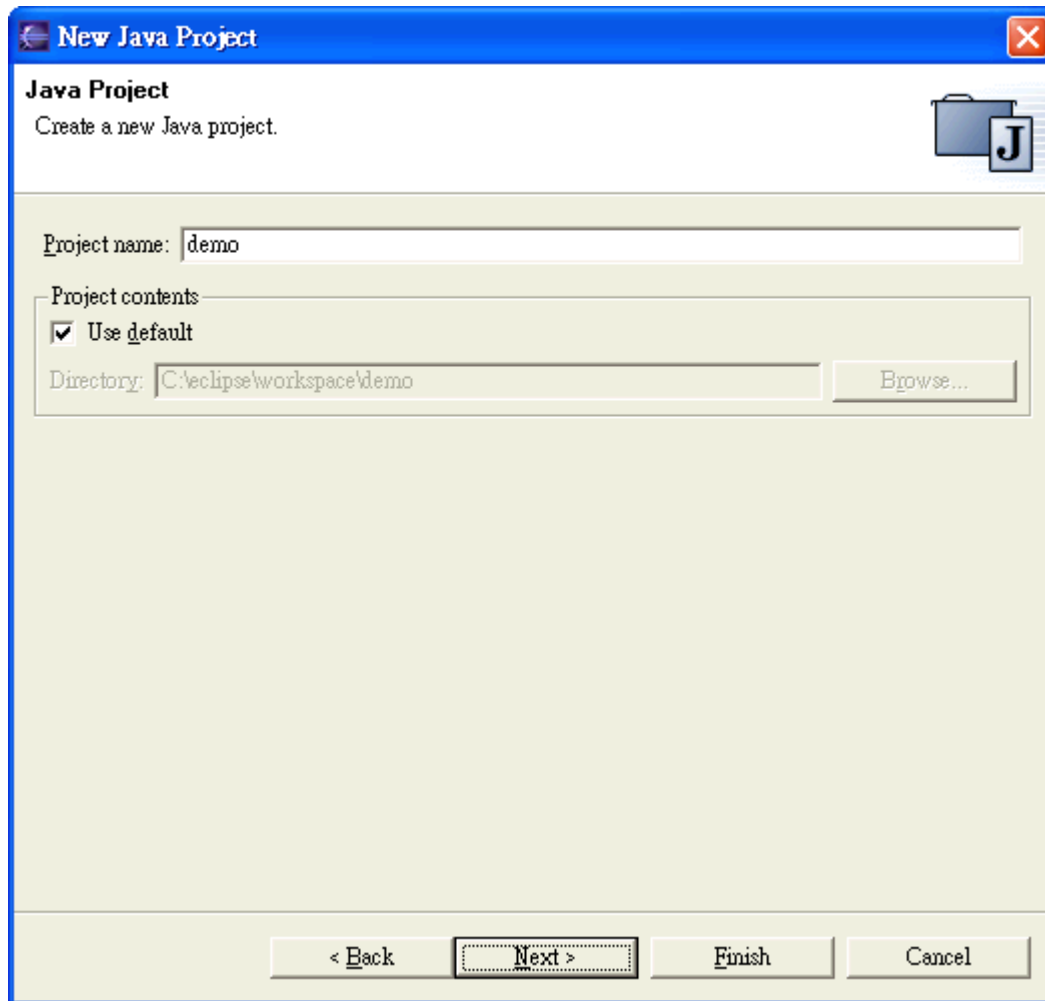 New Java Project
Java Project
Create a new Java project.
J
Project name: demo
Project contents
Use default
Directory: C:\eclipse\workspace\demo Browse...
< Back Next > Finish Cancel